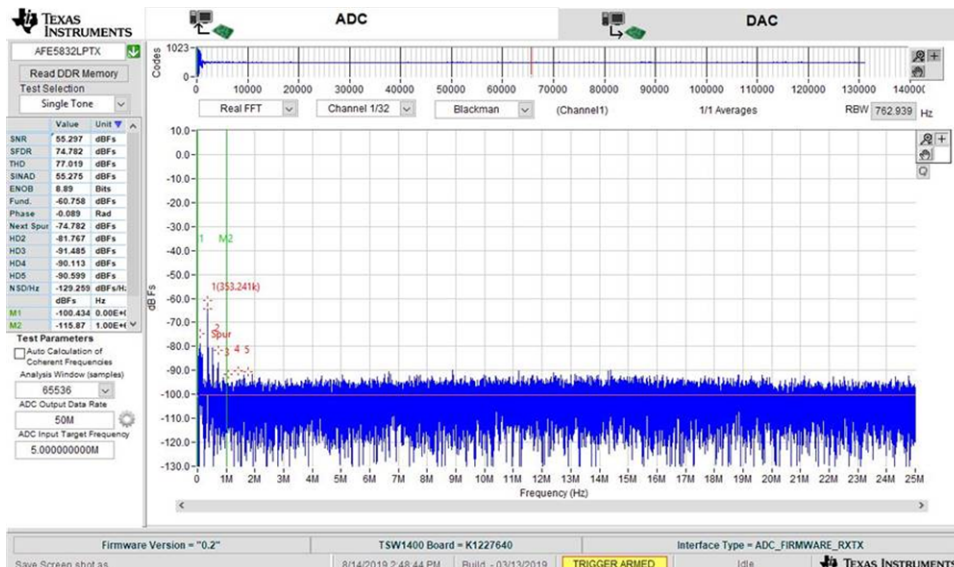 TEXAS INSTRUMENTS
ADC
DAC
AFE5832LPTX
Read DDR Memory
Test Selection
Single Tone
Value Unit
SNR 55.297 dBFs
SFDR 74.782 dBFs
THD 77.019 dBFs
SINAD 55.275 dBFs
ENOB 8.89 Bits
Fund. -60.758 dBFs
Phase -0.089 Rad
Next Spur -74.782 dBFs
HD2 -81.767 dBFs
HD3 -91.485 dBFs
HD4 -90.113 dBFs
HD5 -90.599 dBFs
NSD/Hz -129.259 dBFs/Hz
dBFs Hz
M1 -100.434 0.00E+(
M2 -115.87 1.00E+(
Test Parameters
Auto Calculation of
Coherent Frequencies
Analysis Window (samples)
65536
ADC Output Data Rate
50M
ADC Input Target Frequency
5.000000000M
Codes
1023
0
0 10000 20000 30000 40000 50000 60000 70000 80000 90000 100000 110000 120000 130000 14000(
Real FFT
Channel 1/32
Blackman
(Channel1)
1/1 Averages
RBW 762.939 Hz
dB Fs
10.0
0.0
-10.0
-20.0
-30.0
-40.0
-50.0
-60.0
-70.0
-80.0
-90.0
-100.0
-110.0
-120.0
-130.0
1 M2
1(353.241k)
2
Spur
3 4 5
0 1M 2M 3M 4M 5M 6M 7M 8M 9M 10M 11M 12M 13M 14M 15M 16M 17M 18M 19M 20M 21M 22M 23M 24M 25M
Frequency (Hz)
Firmware Version = "0.2"
TSW1400 Board = K1227640
Interface Type = ADC_FIRMWARE_RXTX
Save Screen shot as
8/14/2019 2:48:44 PM
Build - 03/13/2019
TRIGGER ARMED
Idle
TEXAS INSTRUMENTS